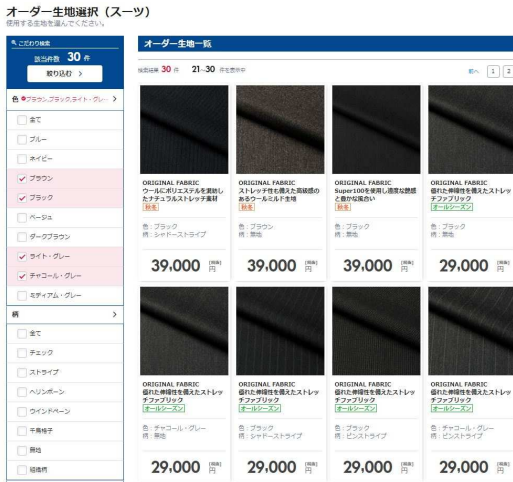 オーダー生地選択（スーツ）
使用する生地を選んでください。
こだわり検索
該当件数 30 件
絞り込む >
色 ブラウン,ブラック,ライト・グレ… >
全て
ブルー
ネイビー
ブラウン
ブラック
ベージュ
ダークブラウン
ライト・グレー
チャコール・グレー
ミディアム・グレー
柄 >
全て
チェック
ストライプ
ヘリンボーン
ウインドペーン
千鳥格子
無地
組織柄
オーダー生地一覧
検索結果 30 件 21～30 件を表示中
前へ 1 2
ORIGINAL FABRIC
ウールにポリエステルを混紡し
たナチュラルストレッチ素材
秋冬
色：ブラック
柄：シャドーストライプ
39,000 円 [税抜]
ORIGINAL FABRIC
ストレッチ性も備えた高級感の
あるウールミルド生地
秋冬
色：ブラウン
柄：無地
39,000 円 [税抜]
ORIGINAL FABRIC
Super100を使用し適度な艶感
と豊かな風合い
秋冬
色：ブラック
柄：無地
39,000 円 [税抜]
ORIGINAL FABRIC
優れた伸縮性を備えたストレッ
チファブリック
オールシーズン
色：ブラック
柄：無地
29,000 円 [税抜]
ORIGINAL FABRIC
優れた伸縮性を備えたストレッ
チファブリック
オールシーズン
色：チャコール・グレー
柄：無地
29,000 円 [税抜]
ORIGINAL FABRIC
優れた伸縮性を備えたストレッ
チファブリック
オールシーズン
色：ブラック
柄：シャドーストライプ
29,000 円 [税抜]
ORIGINAL FABRIC
優れた伸縮性を備えたストレッ
チファブリック
オールシーズン
色：ブラック
柄：ピンストライプ
29,000 円 [税抜]
ORIGINAL FABRIC
優れた伸縮性を備えたストレッ
チファブリック
オールシーズン
色：チャコール・グレー
柄：ピンストライプ
29,000 円 [税抜]